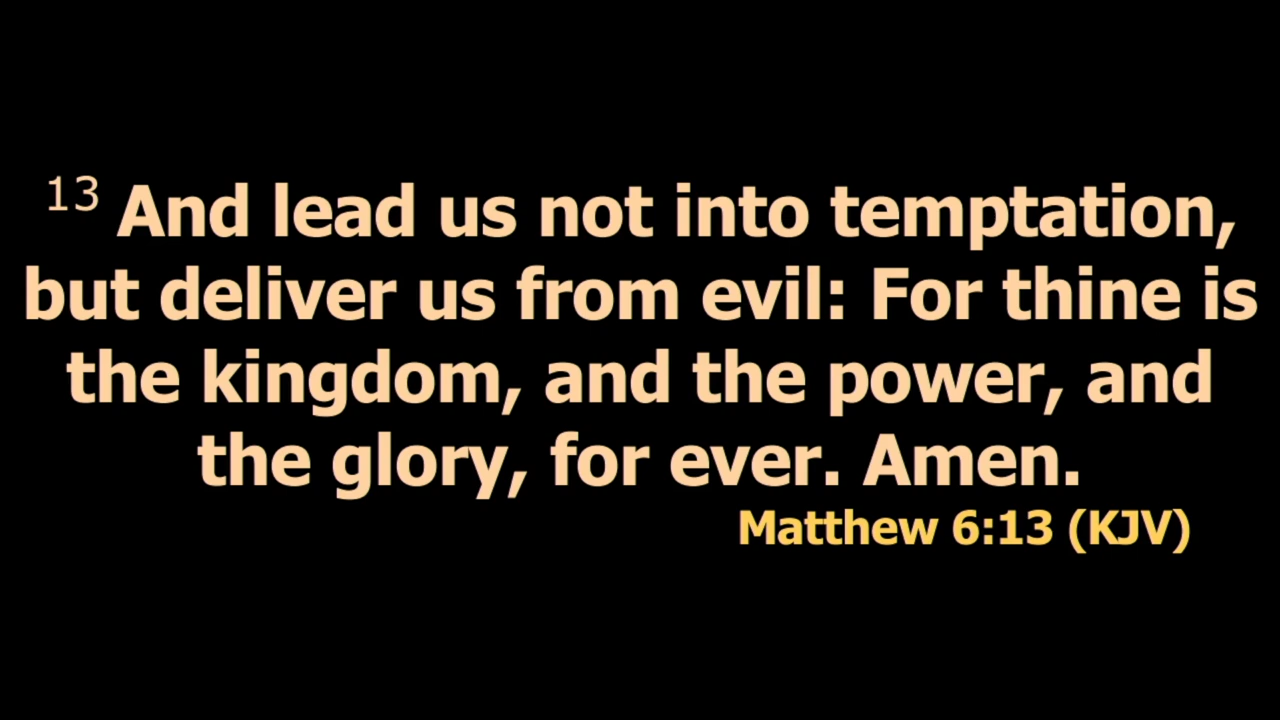 13 And lead us not into temptation,
but deliver us from evil: For thine is
the kingdom, and the power, and
the glory, for ever. Amen.
Matthew 6:13 (KJV)